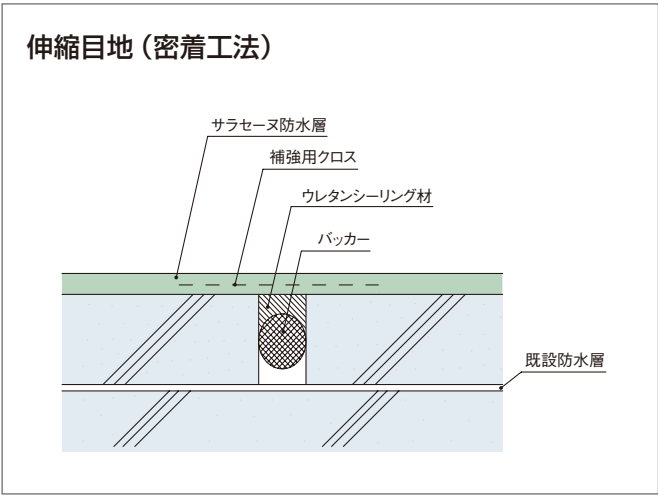 伸縮目地（密着工法）
サラセーヌ防水層
補強用クロス
ウレタンシーリング材
バッカー
既設防水層